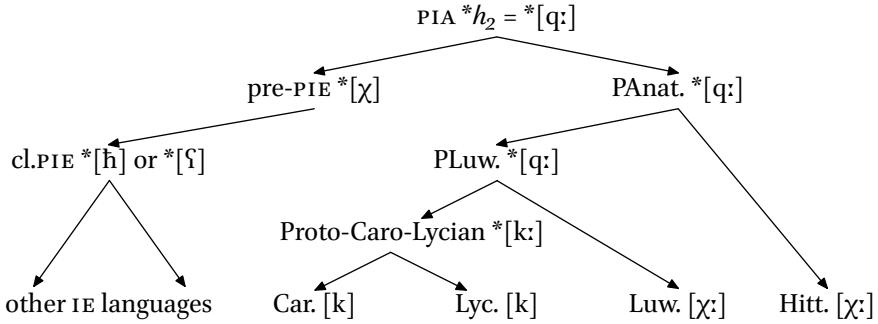 PIA *h₂ = *[qː]
pre-PIE *[χ] PAnat. *[qː]
cl.PIE *[ħ] or *[ʕ] PLuw. *[qː]
Proto-Caro-Lycian *[kː]
other IE languages Car. [k] Lyc. [k] Luw. [χː] Hitt. [χː]